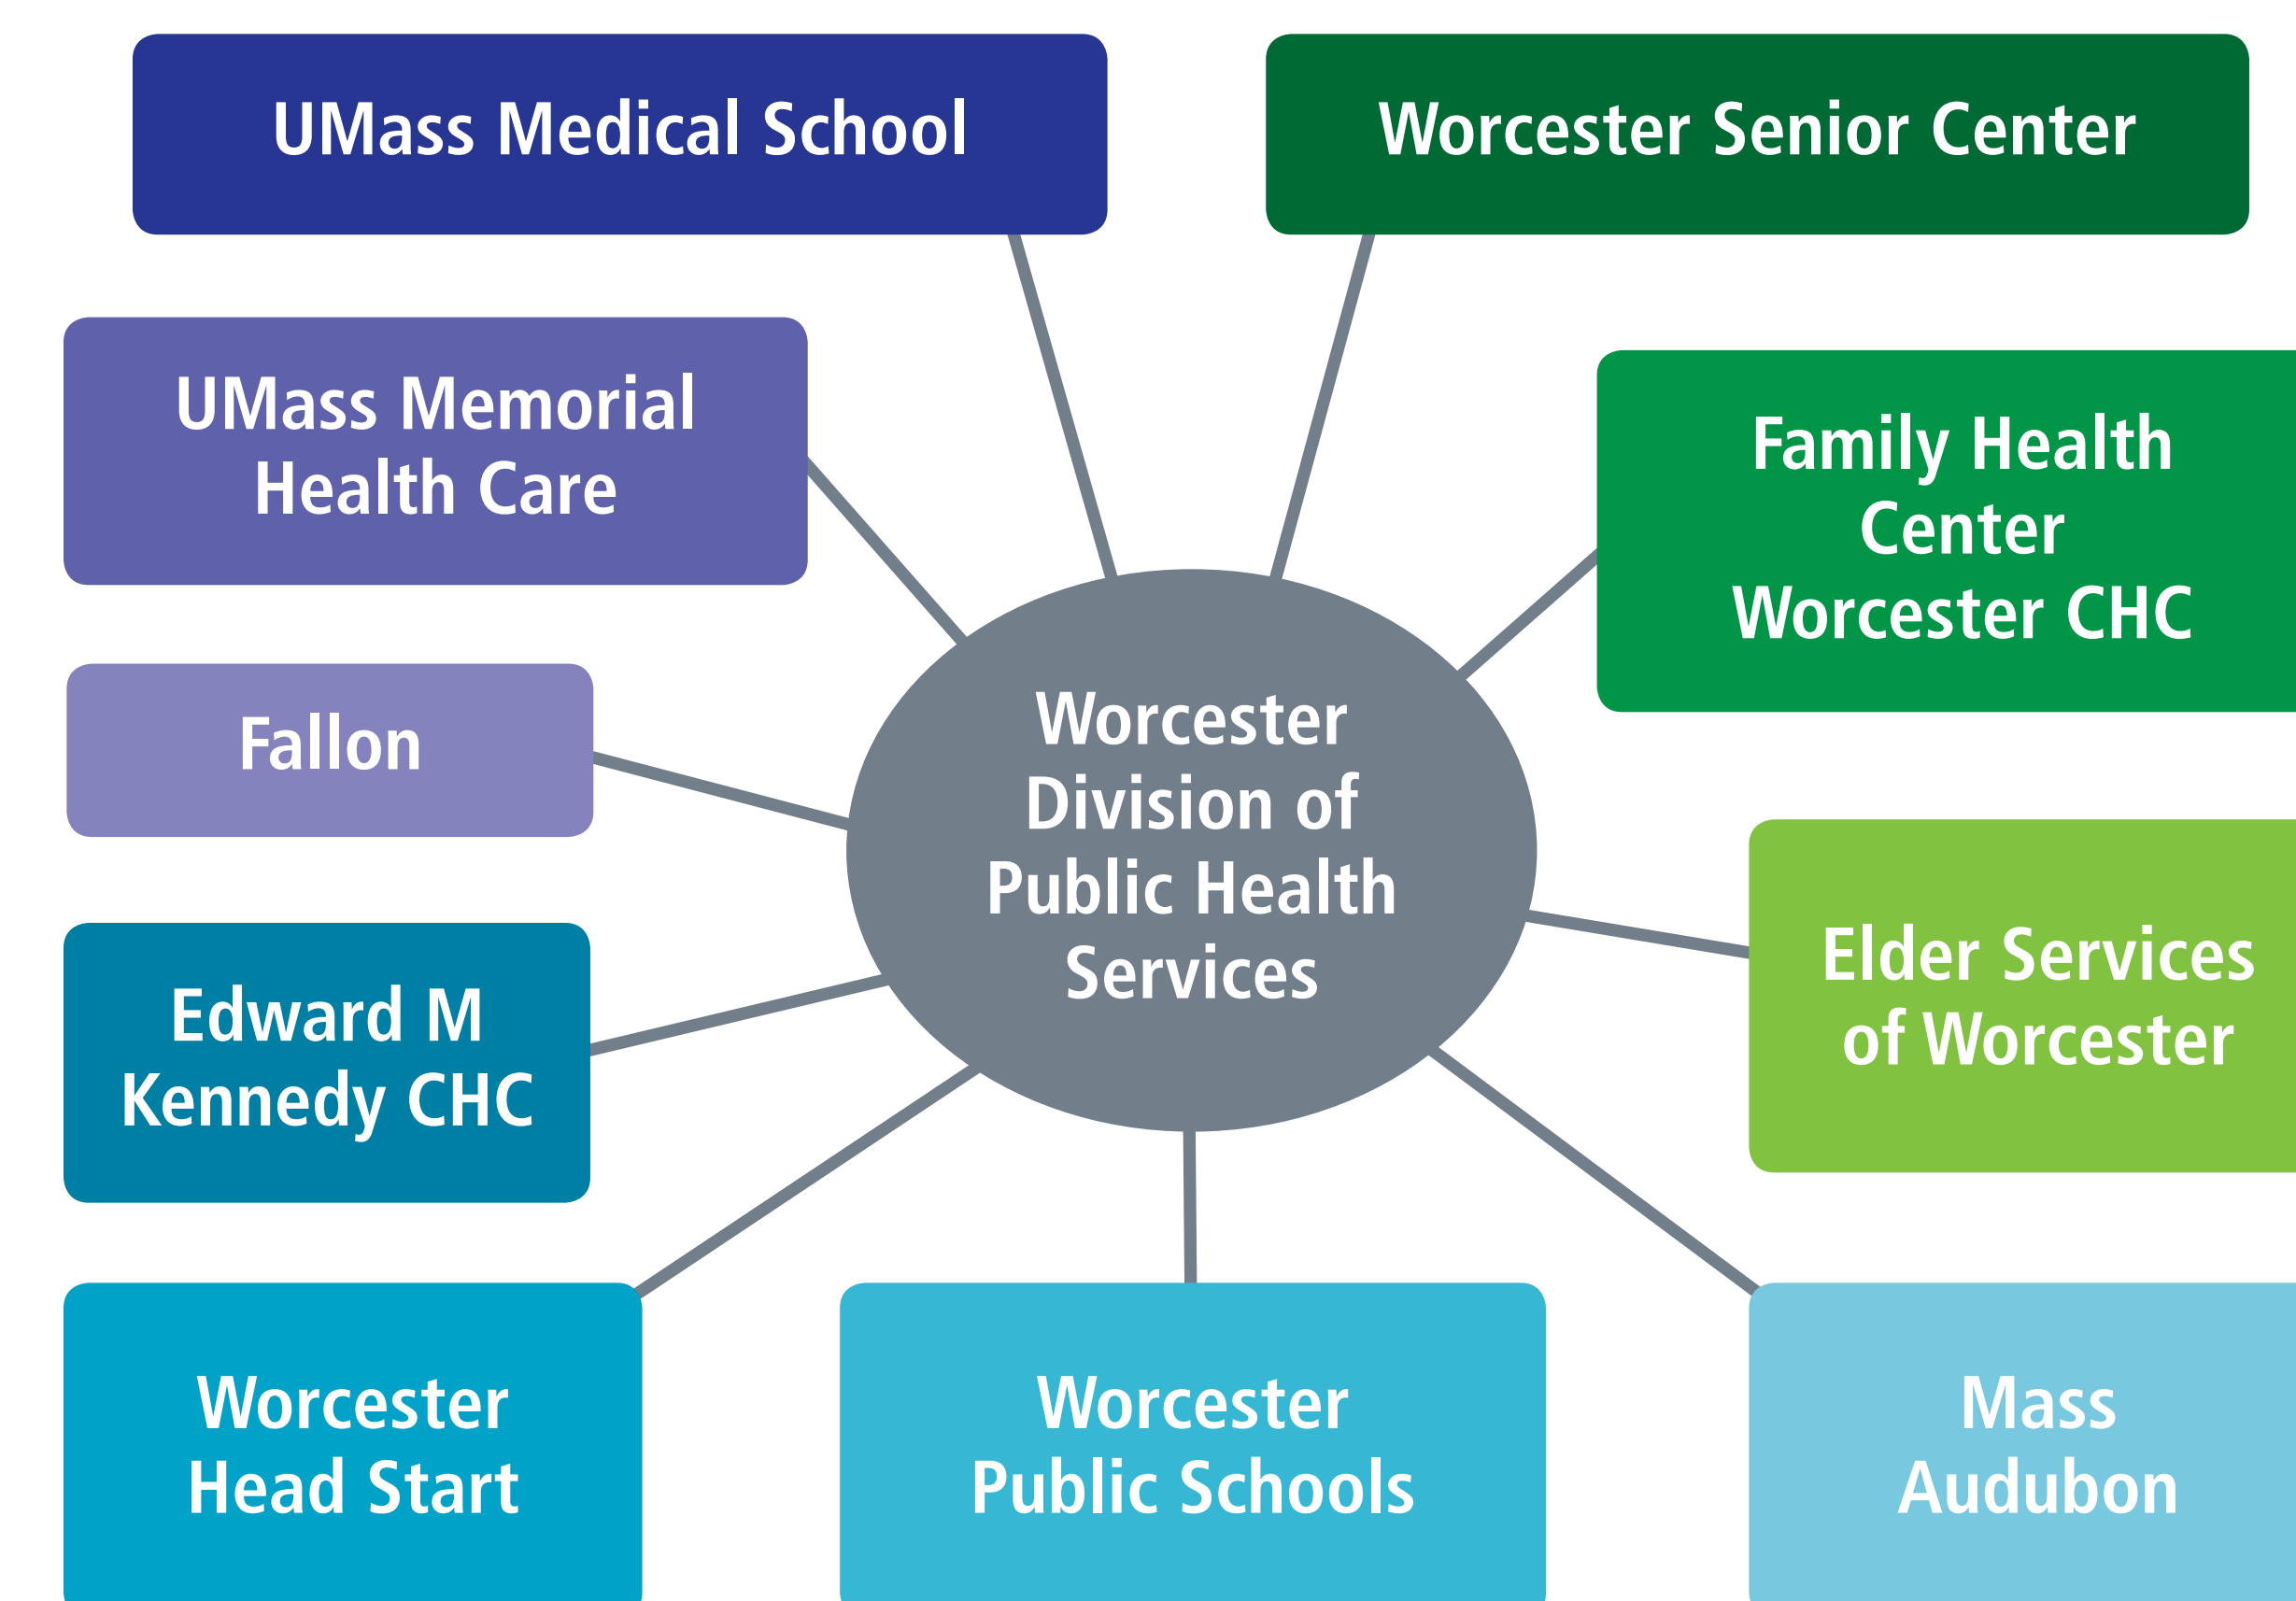 UMass Medical School
Worcester Senior Center
UMass Memorial
Health Care
Family Health
Center
Worcester CHC
Fallon
Worcester
Division of
Public Health
Services
Edward M
Kennedy CHC
Elder Services
of Worcester
Worcester
Head Start
Worcester
Public Schools
Mass
Audubon